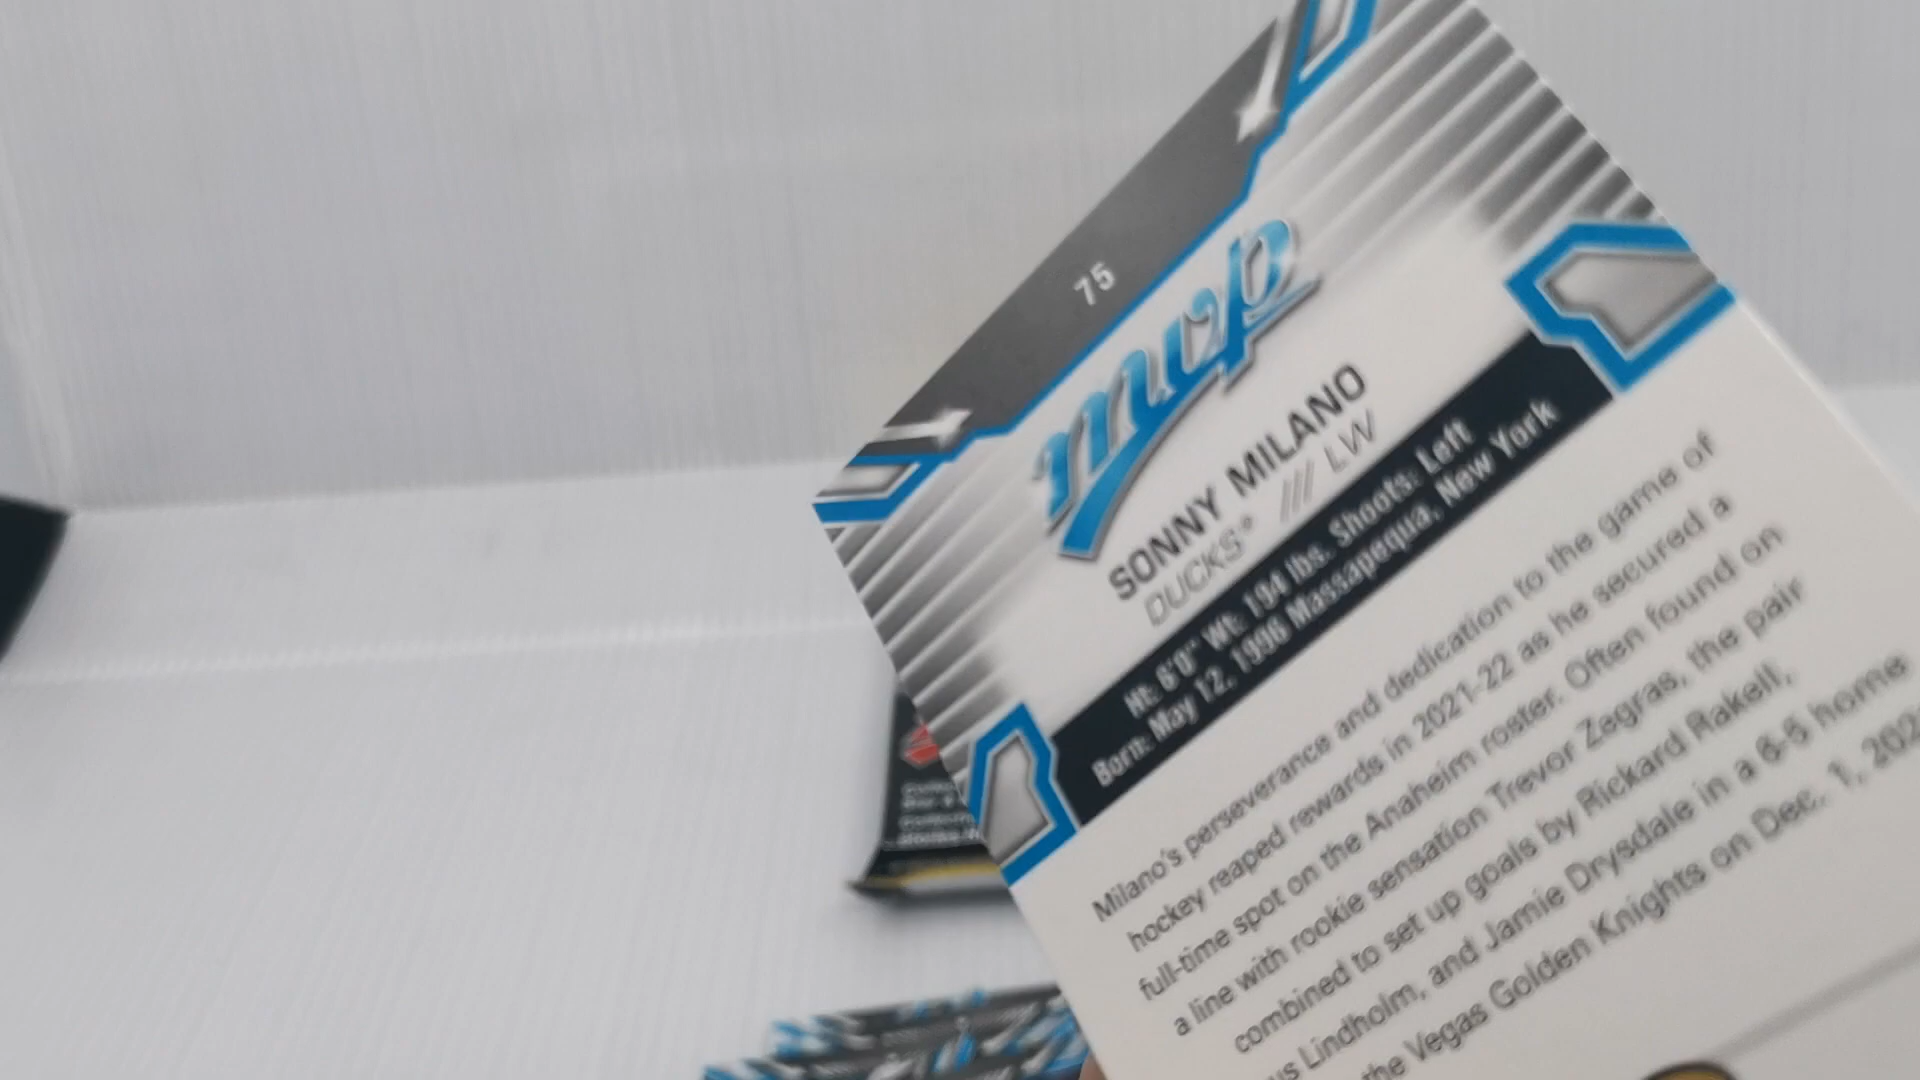 75
mvp
SONNY MILANO
DUCKS® /// LW
Ht: 6'0" Wt: 194 lbs. Shoots: Left
Born: May 12, 1996 Massapequa, New York
Milano's perseverance and dedication to the game of
hockey reaped rewards in 2021-22 as he secured a
full-time spot on the Anaheim roster. Often found on
a line with rookie sensation Trevor Zegras, the pair
combined to set up goals by Rickard Rakell,
Lindholm, and Jamie Drysdale in a 6-5 home
the Vegas Golden Knights on Dec. 1,